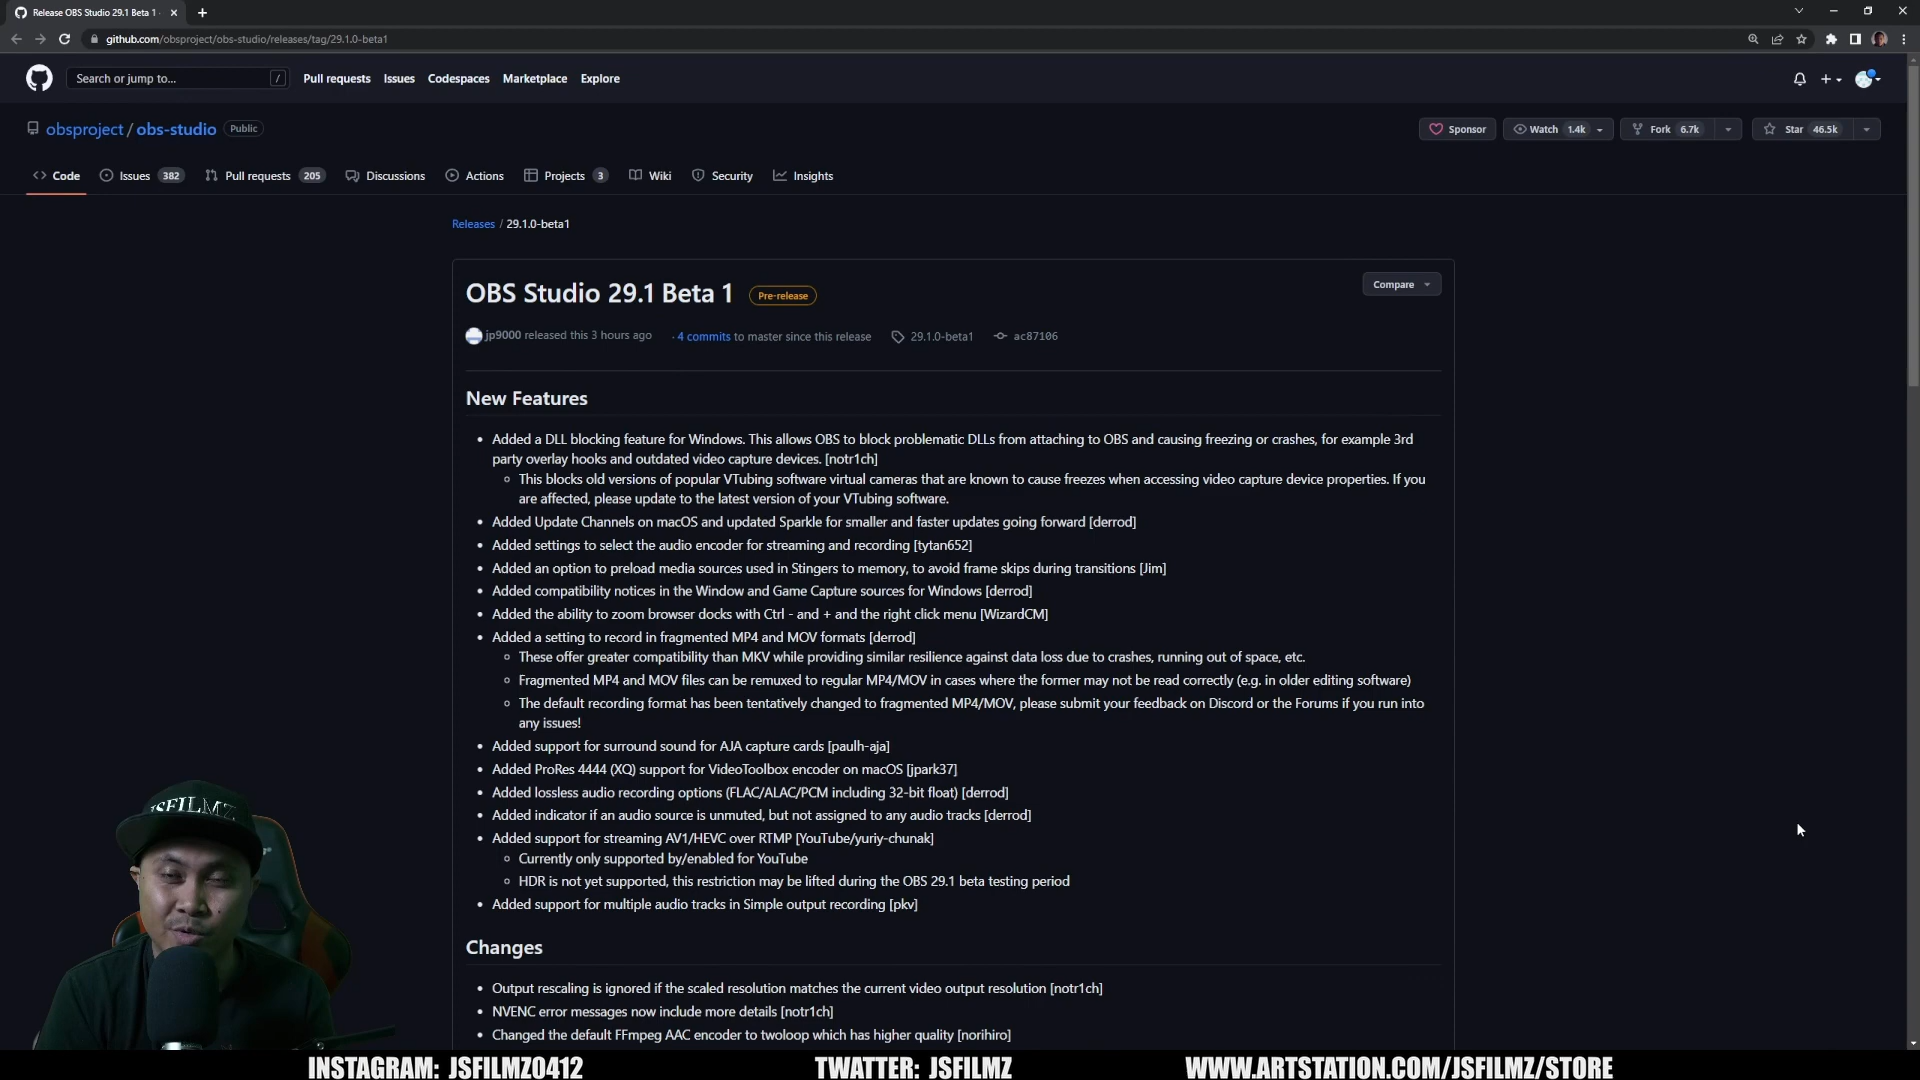 Release OBS Studio 29.1 Beta 1
github.com/obsproject/obs-studio/releases/tag/29.1.0-beta1
Search or jump to... /
Pull requests Issues Codespaces Marketplace Explore
obsproject / obs-studio Public
Sponsor Watch 1.4k Fork 6.7k Star 46.5k
Code Issues 382 Pull requests 205 Discussions Actions Projects 3 Wiki Security Insights
Releases / 29.1.0-beta1
OBS Studio 29.1 Beta 1 Pre-release
Compare
jp9000 released this 3 hours ago · 4 commits to master since this release 29.1.0-beta1 ac87106
New Features
• Added a DLL blocking feature for Windows. This allows OBS to block problematic DLLs from attaching to OBS and causing freezing or crashes, for example 3rd
party overlay hooks and outdated video capture devices. [notr1ch]
◦ This blocks old versions of popular VTubing software virtual cameras that are known to cause freezes when accessing video capture device properties. If you
are affected, please update to the latest version of your VTubing software.
• Added Update Channels on macOS and updated Sparkle for smaller and faster updates going forward [derrod]
• Added settings to select the audio encoder for streaming and recording [tytan652]
• Added an option to preload media sources used in Stingers to memory, to avoid frame skips during transitions [Jim]
• Added compatibility notices in the Window and Game Capture sources for Windows [derrod]
• Added the ability to zoom browser docks with Ctrl - and + and the right click menu [WizardCM]
• Added a setting to record in fragmented MP4 and MOV formats [derrod]
◦ These offer greater compatibility than MKV while providing similar resilience against data loss due to crashes, running out of space, etc.
◦ Fragmented MP4 and MOV files can be remuxed to regular MP4/MOV in cases where the former may not be read correctly (e.g. in older editing software)
◦ The default recording format has been tentatively changed to fragmented MP4/MOV, please submit your feedback on Discord or the Forums if you run into
any issues!
• Added support for surround sound for AJA capture cards [paulh-aja]
• Added ProRes 4444 (XQ) support for VideoToolbox encoder on macOS [jpark37]
• Added lossless audio recording options (FLAC/ALAC/PCM including 32-bit float) [derrod]
• Added indicator if an audio source is unmuted, but not assigned to any audio tracks [derrod]
• Added support for streaming AV1/HEVC over RTMP [YouTube/yuriy-chunak]
◦ Currently only supported by/enabled for YouTube
◦ HDR is not yet supported, this restriction may be lifted during the OBS 29.1 beta testing period
• Added support for multiple audio tracks in Simple output recording [pkv]
Changes
• Output rescaling is ignored if the scaled resolution matches the current video output resolution [notr1ch]
• NVENC error messages now include more details [notr1ch]
• Changed the default FFmpeg AAC encoder to twoloop which has higher quality [norihiro]
JSFILMZ
INSTAGRAM: JSFILMZ0412 TWATTER: JSFILMZ WWW.ARTSTATION.COM/JSFILMZ/STORE